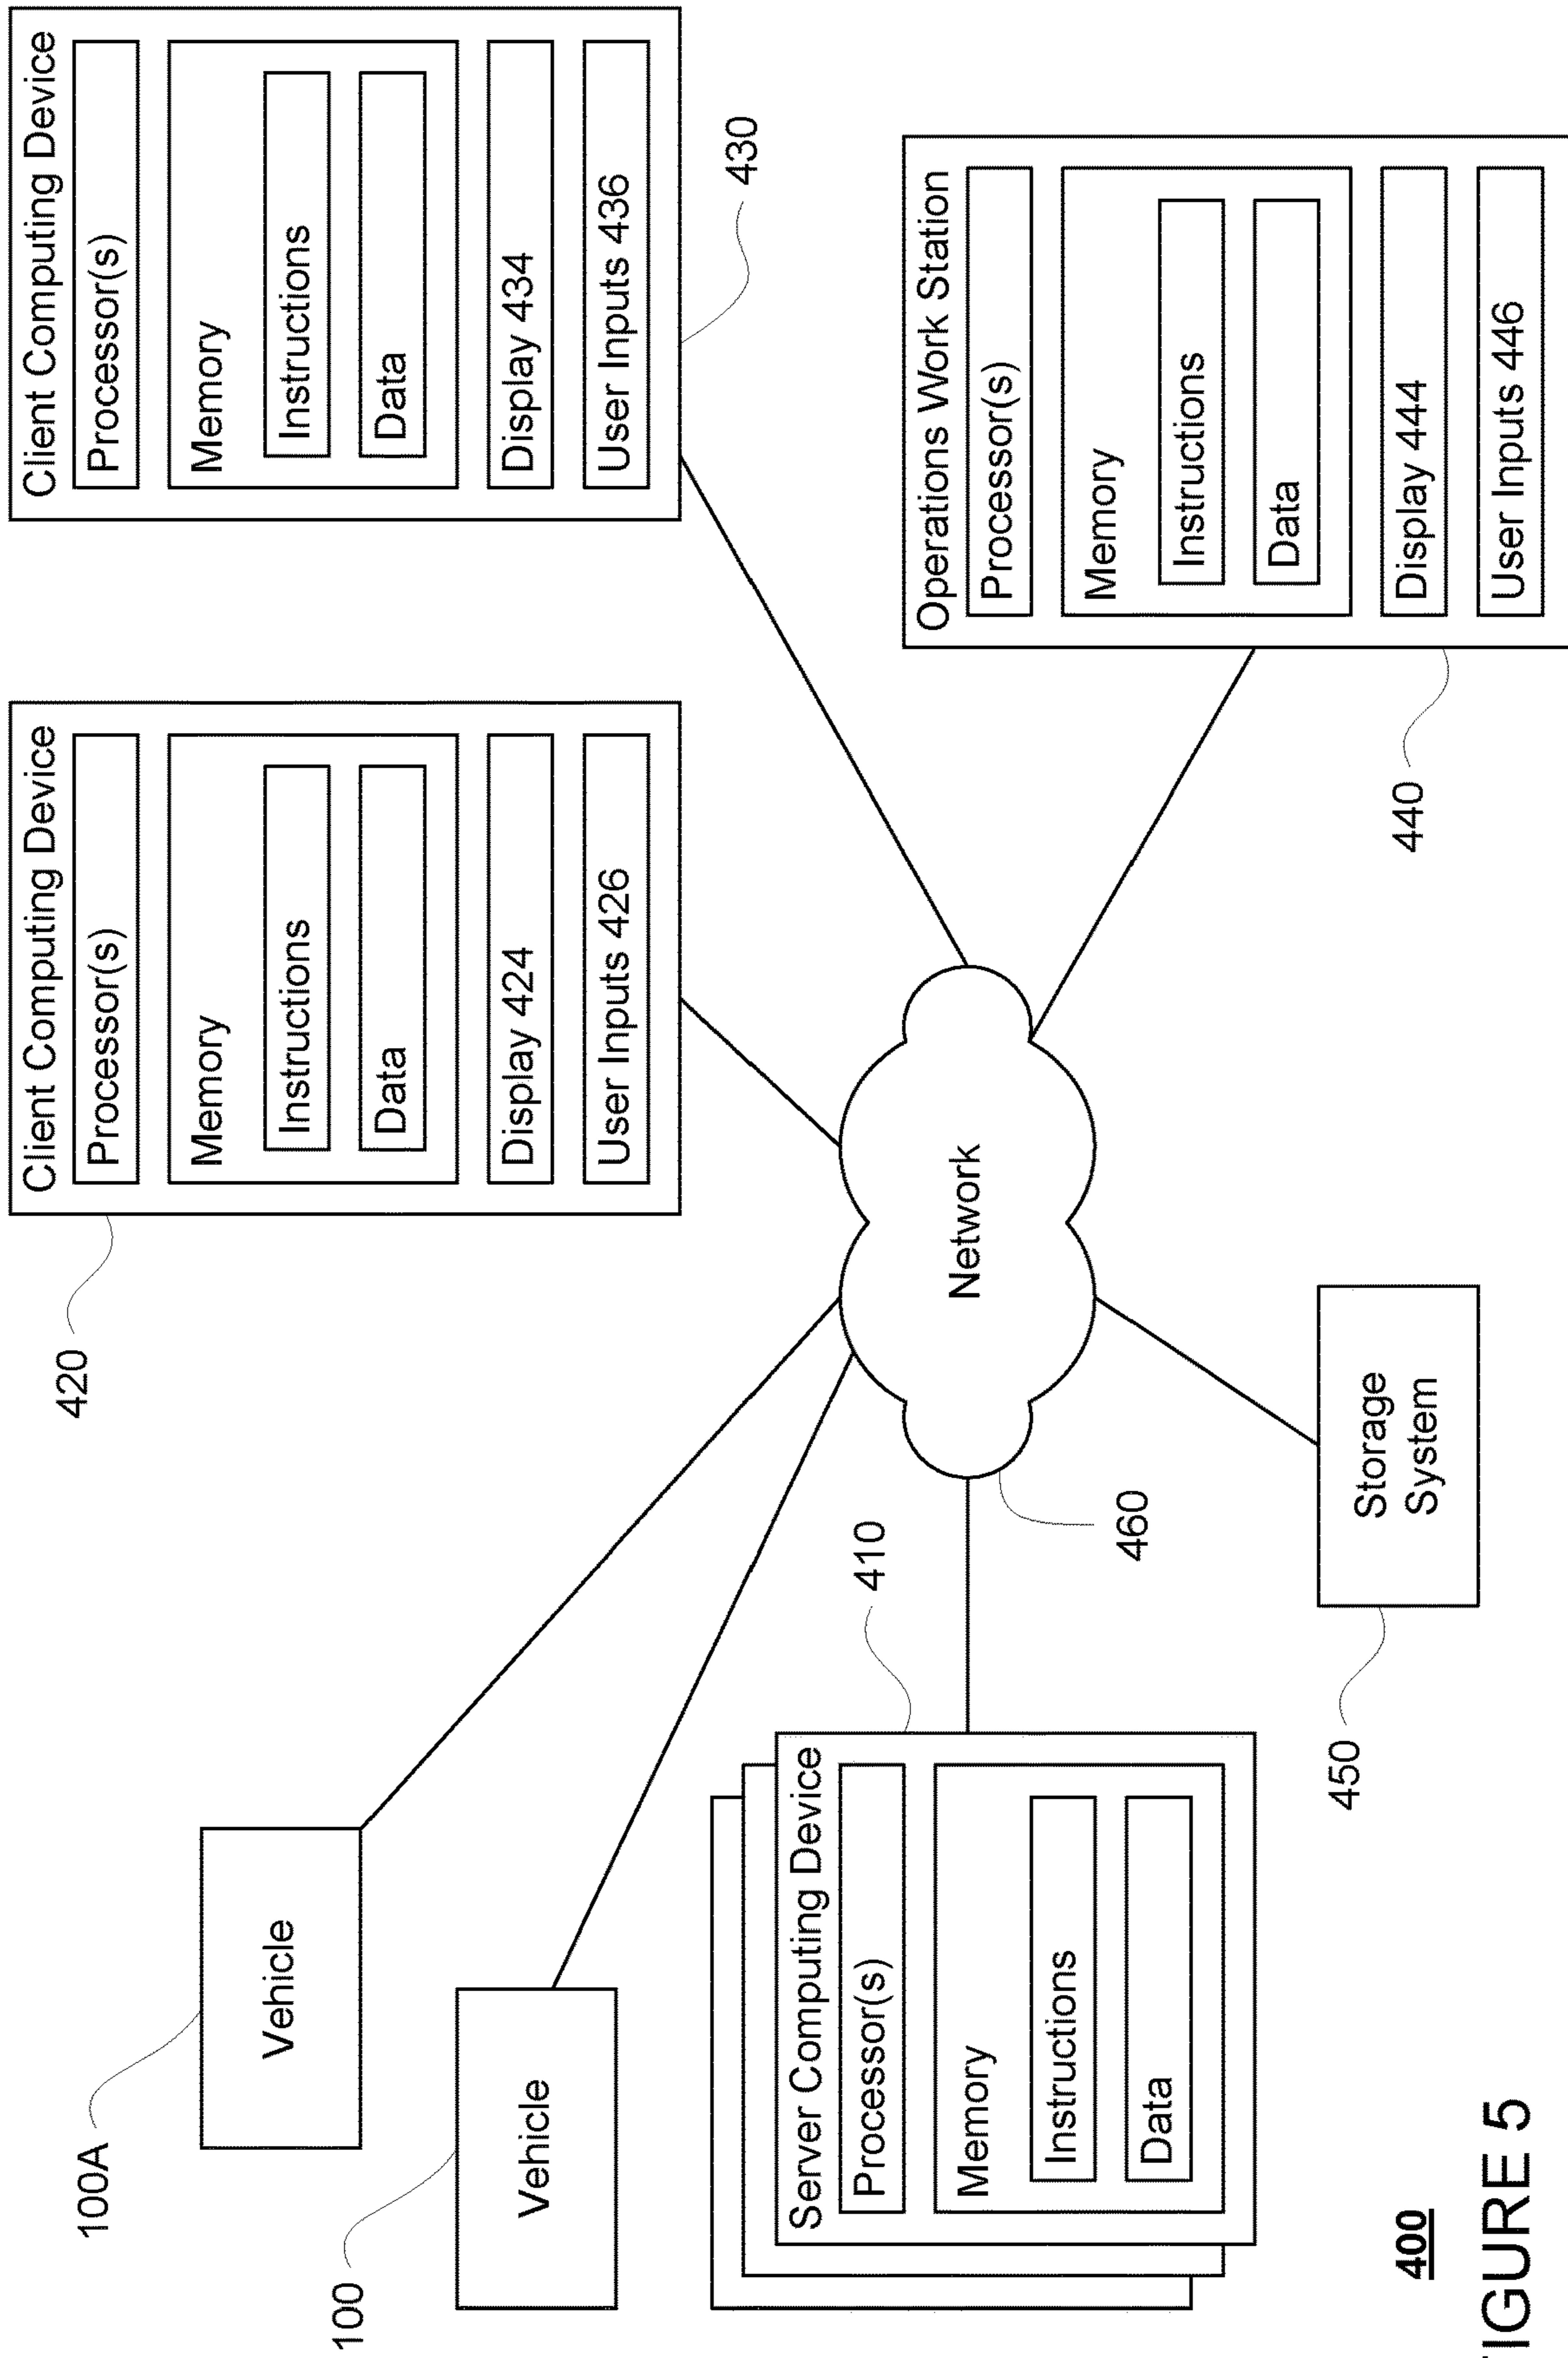 100A
Vehicle
100
Vehicle
420
Client Computing Device
Processor(s)
Memory
Instructions
Data
Display 424
User Inputs 426
Client Computing Device
Processor(s)
Memory
Instructions
Data
Display 434
User Inputs 436
430
Server Computing Device
Processor(s)
Memory
Instructions
Data
410
Network
460
Operations Work Station
Processor(s)
Memory
Instructions
Data
Display 444
User Inputs 446
440
Storage
System
450
400
FIGURE 5